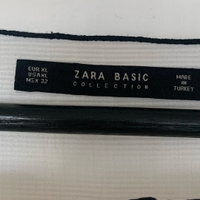 EUR XL
USA XL
MEX 32
ZARA BASIC
COLLECTION
MADE
IN
TURKEY